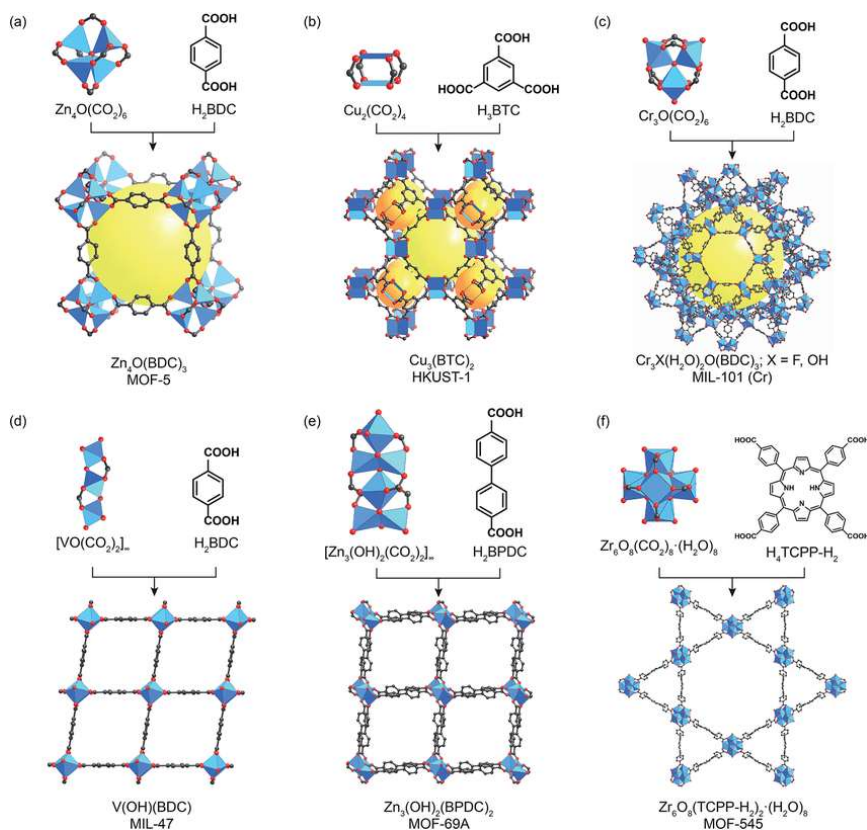 (a)
Zn₄O(CO₂)₆
COOH
COOH
H₂BDC
Zn₄O(BDC)₃
MOF-5
(b)
Cu₂(CO₂)₄
COOH
HOOC
COOH
H₃BTC
Cu₃(BTC)₂
HKUST-1
(c)
Cr₃O(CO₂)₆
COOH
COOH
H₂BDC
Cr₃X(H₂O)₂O(BDC)₃; X = F, OH
MIL-101 (Cr)
(d)
[VO(CO₂)₂]∞
COOH
COOH
H₂BDC
V(OH)(BDC)
MIL-47
(e)
[Zn₃(OH)₂(CO₂)₂]∞
COOH
COOH
H₂BPDC
Zn₃(OH)₂(BPDC)₂
MOF-69A
(f)
Zr₆O₈(CO₂)₈·(H₂O)₈
HOOC
COOH
N
NH
HN
N
HOOC
COOH
H₄TCPP-H₂
Zr₆O₈(TCPP-H₂)₂·(H₂O)₈
MOF-545